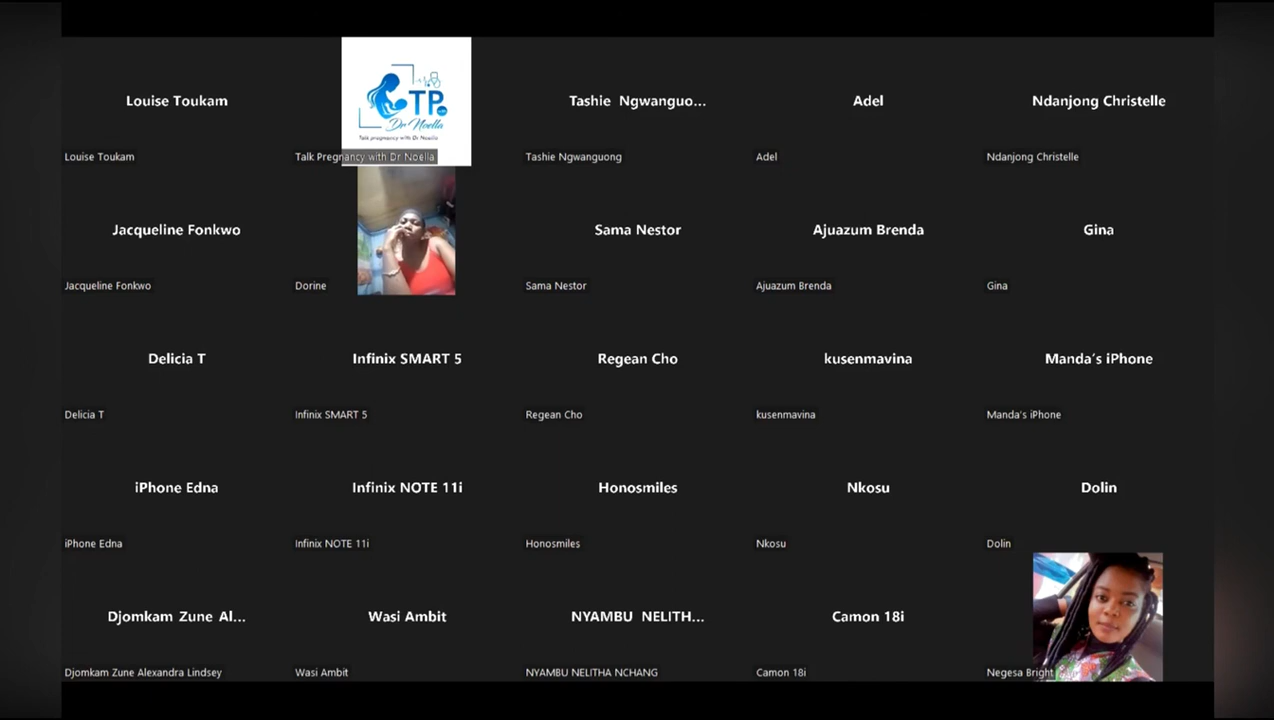 Louise Toukam
TP
Dr Noella
Talk pregnancy with Dr Noella
Tashie Ngwanguo...
Adel
Ndanjong Christelle
Louise Toukam
Talk Pregnancy with Dr Noella
Tashie Ngwanguong
Adel
Ndanjong Christelle
Jacqueline Fonkwo
Sama Nestor
Ajuazum Brenda
Gina
Jacqueline Fonkwo
Dorine
Sama Nestor
Ajuazum Brenda
Gina
Delicia T
Infinix SMART 5
Regean Cho
kusenmavina
Manda's iPhone
Delicia T
Infinix SMART 5
Regean Cho
kusenmavina
Manda's iPhone
iPhone Edna
Infinix NOTE 11i
Honosmiles
Nkosu
Dolin
iPhone Edna
Infinix NOTE 11i
Honosmiles
Nkosu
Dolin
Djomkam Zune Al...
Wasi Ambit
NYAMBU NELITH...
Camon 18i
Djomkam Zune Alexandra Lindsey
Wasi Ambit
NYAMBU NELITHA NCHANG
Camon 18i
Negesa Bright